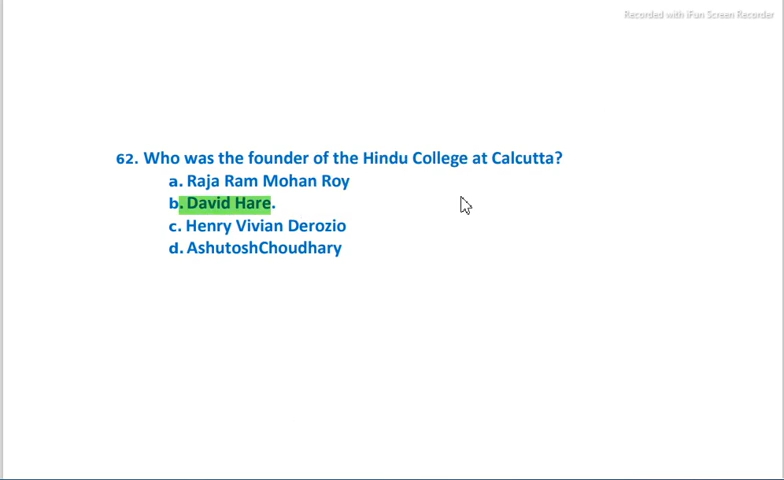 Recorded with iFun Screen Recorder
62. Who was the founder of the Hindu College at Calcutta?
a. Raja Ram Mohan Roy
b. David Hare.
c. Henry Vivian Derozio
d. AshutoshChoudhary